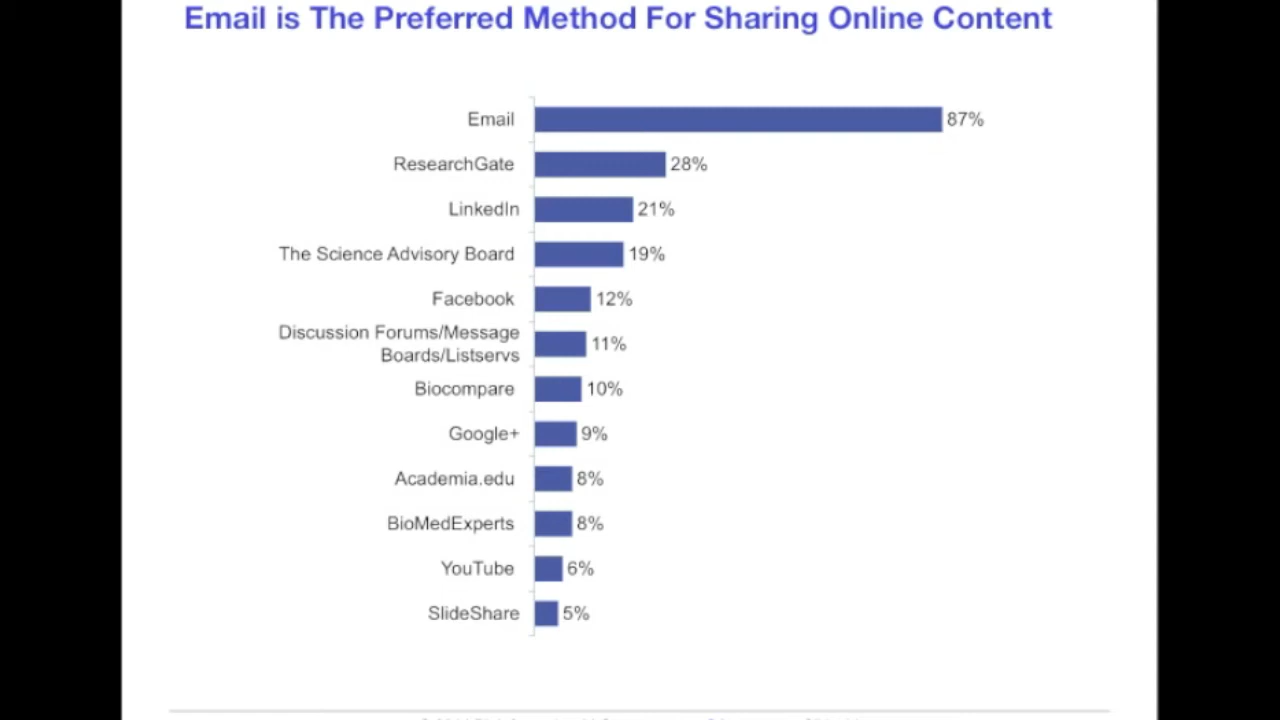 Email is The Preferred Method For Sharing Online Content
Email 87%
ResearchGate 28%
LinkedIn 21%
The Science Advisory Board 19%
Facebook 12%
Discussion Forums/Message
Boards/Listservs 11%
Biocompare 10%
Google+ 9%
Academia.edu 8%
BioMedExperts 8%
YouTube 6%
SlideShare 5%